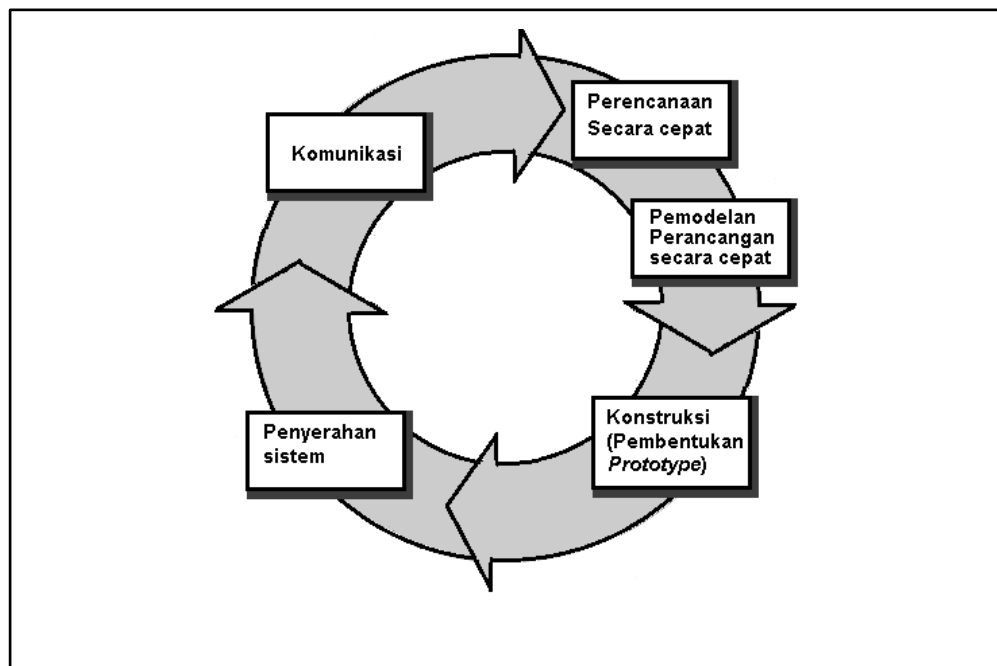 Komunikasi
Perencanaan
Secara cepat
Pemodelan
Perancangan
secara cepat
Konstruksi
(Pembentukan
Prototype)
Penyerahan
sistem